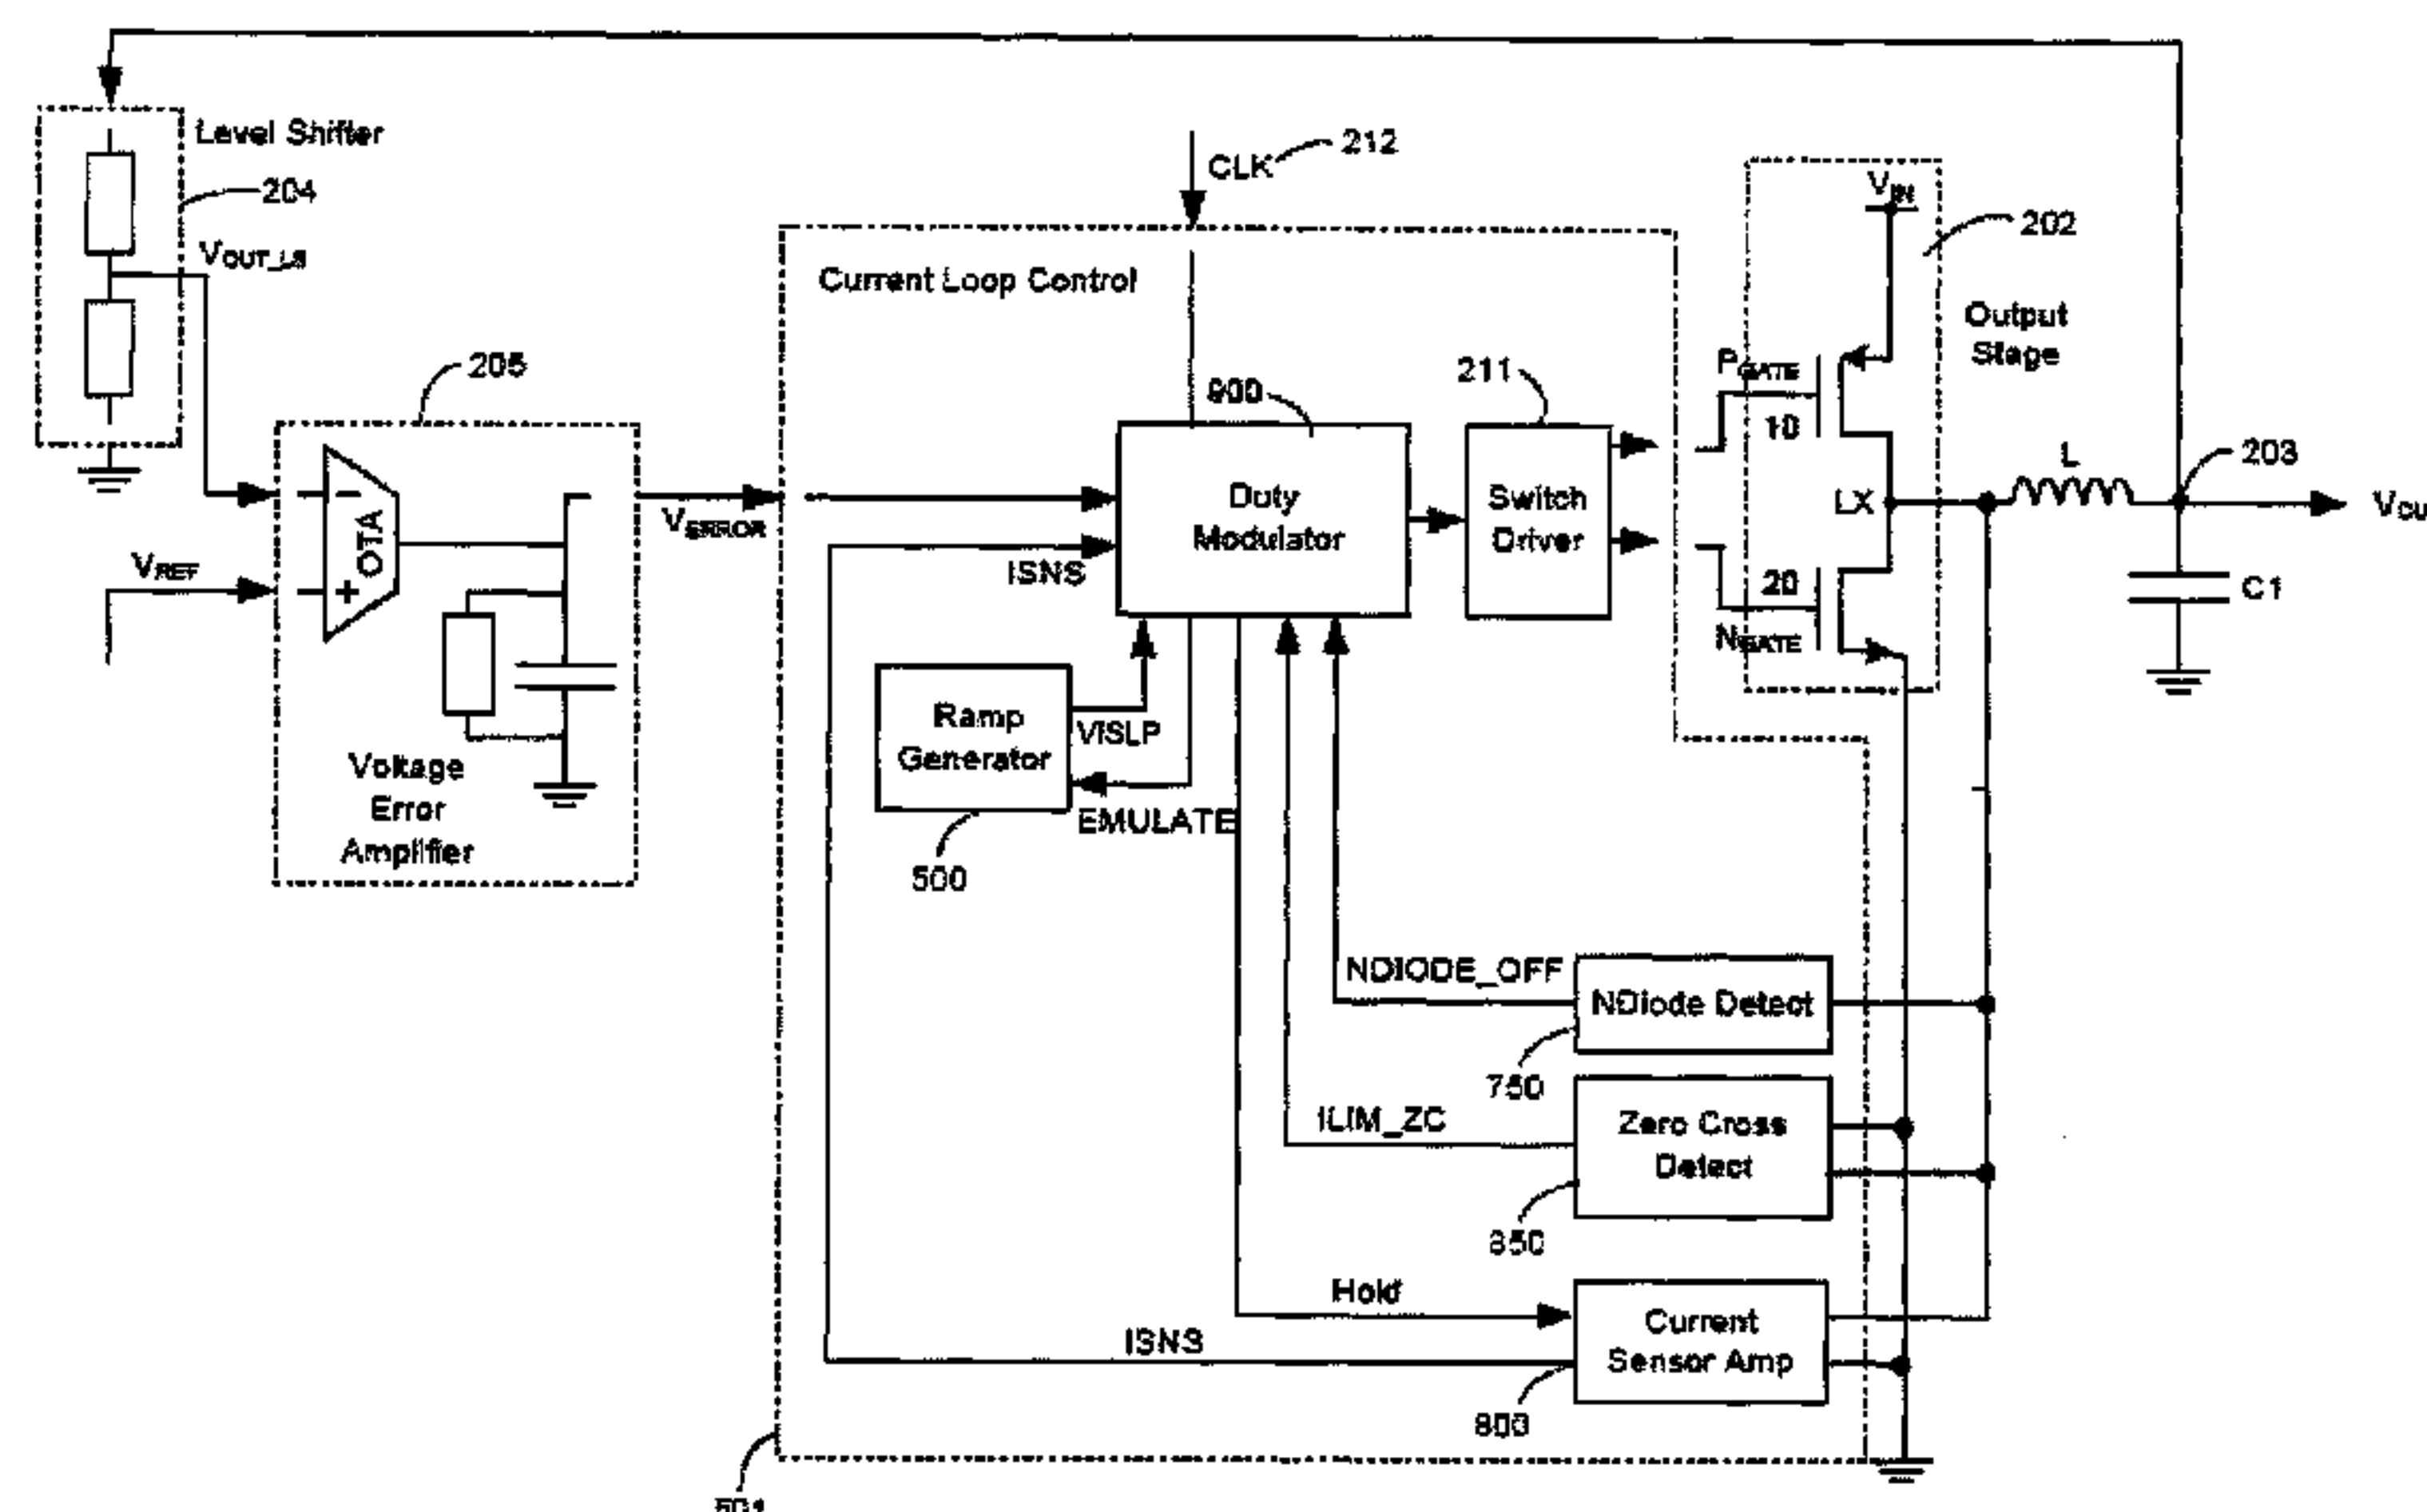 Level Shifter
204
VOUT_LS
CLK
212
VIN
202
Current Loop Control
Output
Stage
205
PGATE
10
900
211
Duty
Modulator
Switch
Driver
LX
L
203
20
NGATE
C1
OTA
VREF
VERROR
ISNS
Ramp
Generator
VISLP
EMULATE
500
Voltage
Error
Amplifier
NDIODE_OFF
NDiode Detect
750
ILIM_ZC
Zero Cross
Detect
850
Hold
Current
Sensor Amp
ISNS
800